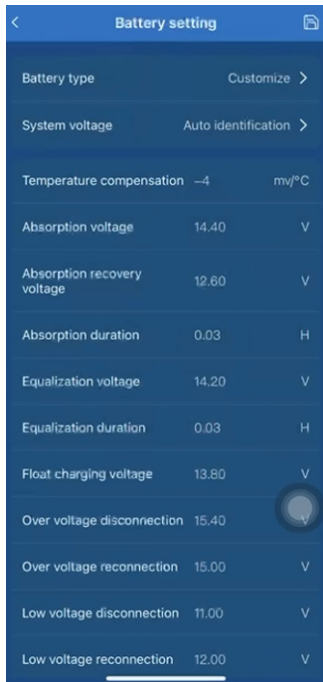 Battery setting
Battery type Customize >
System voltage Auto identification >
Temperature compensation -4 mv/°C
Absorption voltage 14.40 V
Absorption recovery
voltage 12.60 V
Absorption duration 0.03 H
Equalization voltage 14.20 V
Equalization duration 0.03 H
Float charging voltage 13.80 V
Over voltage disconnection 15.40 V
Over voltage reconnection 15.00 V
Low voltage disconnection 11.00 V
Low voltage reconnection 12.00 V